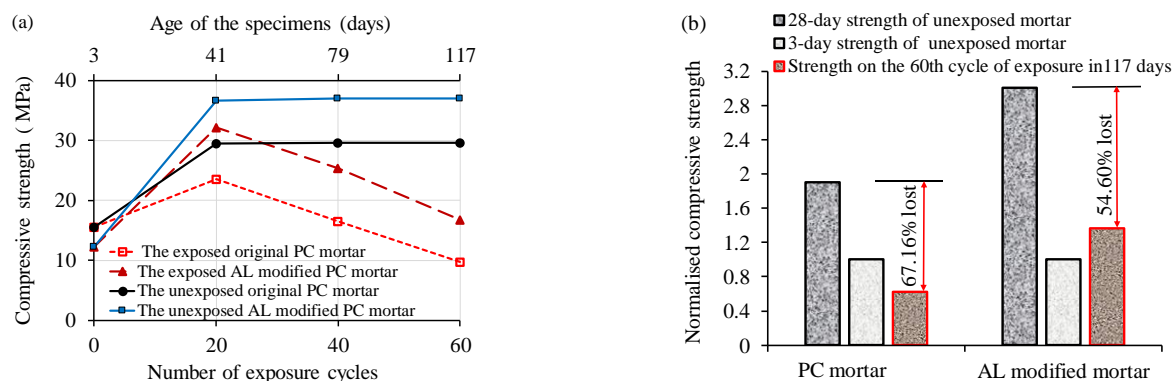 (a)
Age of the specimens (days)
3 41 79 117
Compressive strength ( MPa)
40
30
20
10
0
The exposed original PC mortar
The exposed AL modified PC mortar
The unexposed original PC mortar
The unexposed AL modified PC mortar
0 20 40 60
Number of exposure cycles
(b)
28-day strength of unexposed mortar
3-day strength of unexposed mortar
Strength on the 60th cycle of exposure in117 days
Normalised compressive strength
3.2
2.8
2.4
2
1.6
1.2
0.8
0.4
0
67.16% lost
54.60% lost
PC mortar
AL modified mortar